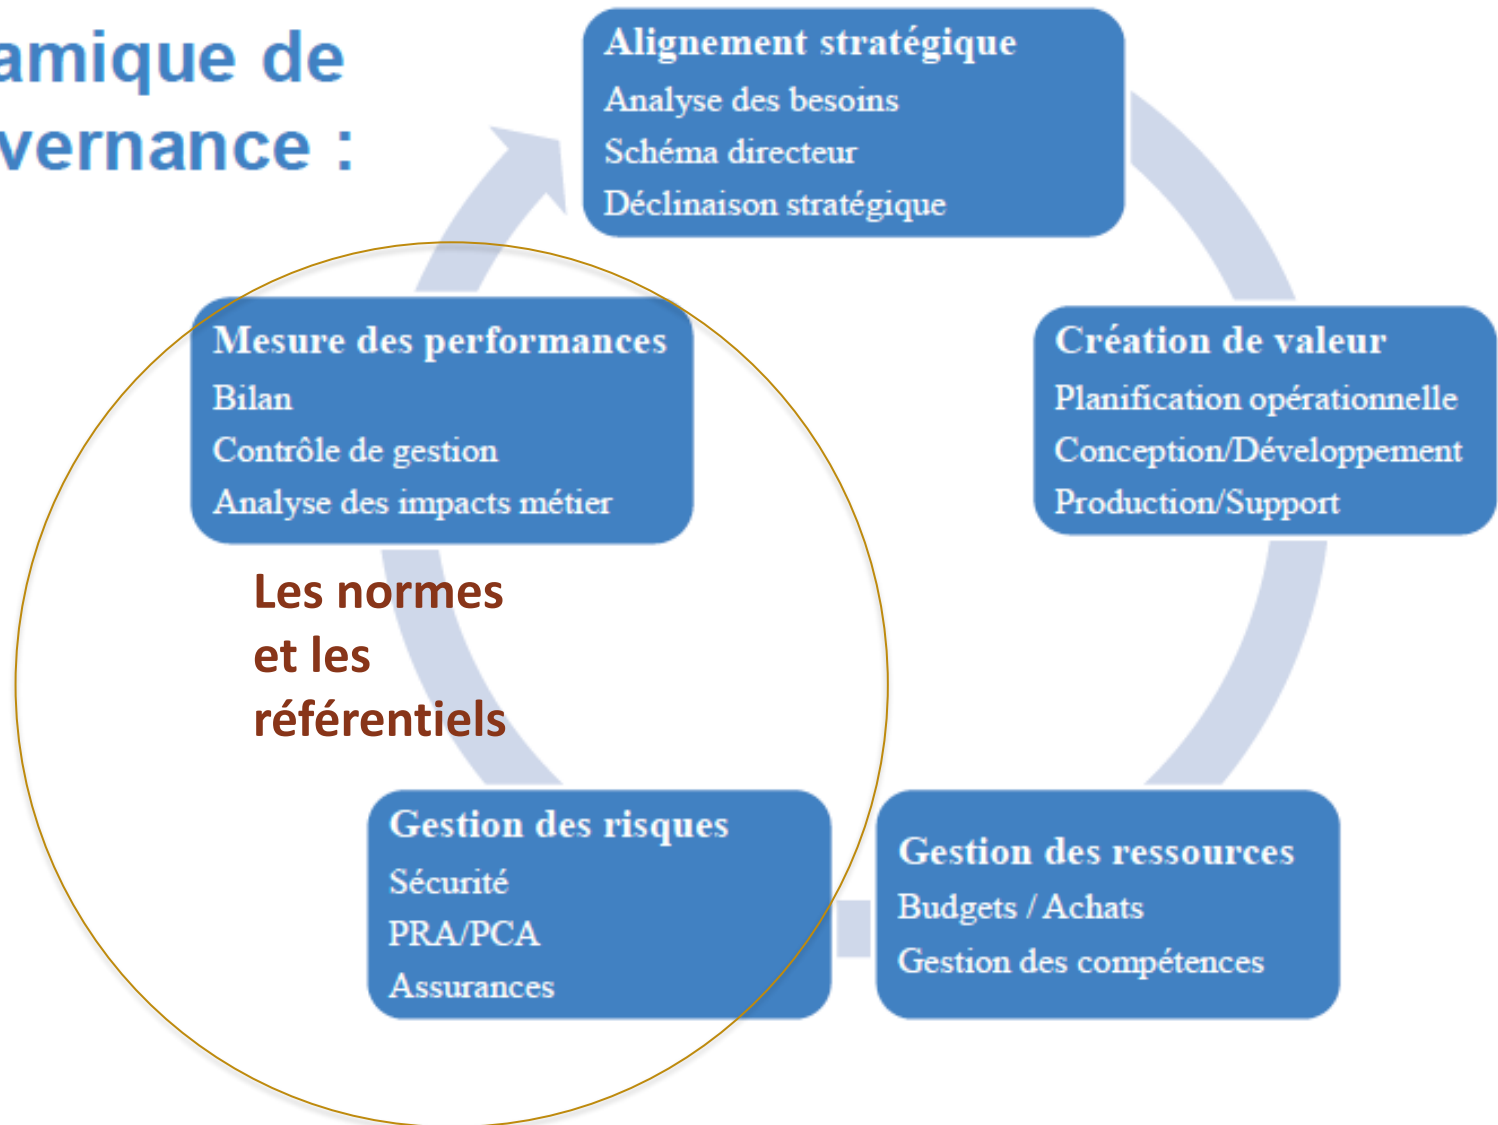 amique de
vernance :
Alignement stratégique
Analyse des besoins
Schéma directeur
Déclinaison stratégique
Mesure des performances
Bilan
Contrôle de gestion
Analyse des impacts métier
Création de valeur
Planification opérationnelle
Conception/Développement
Production/Support
Les normes
et les
référentiels
Gestion des risques
Sécurité
PRA/PCA
Assurances
Gestion des ressources
Budgets / Achats
Gestion des compétences